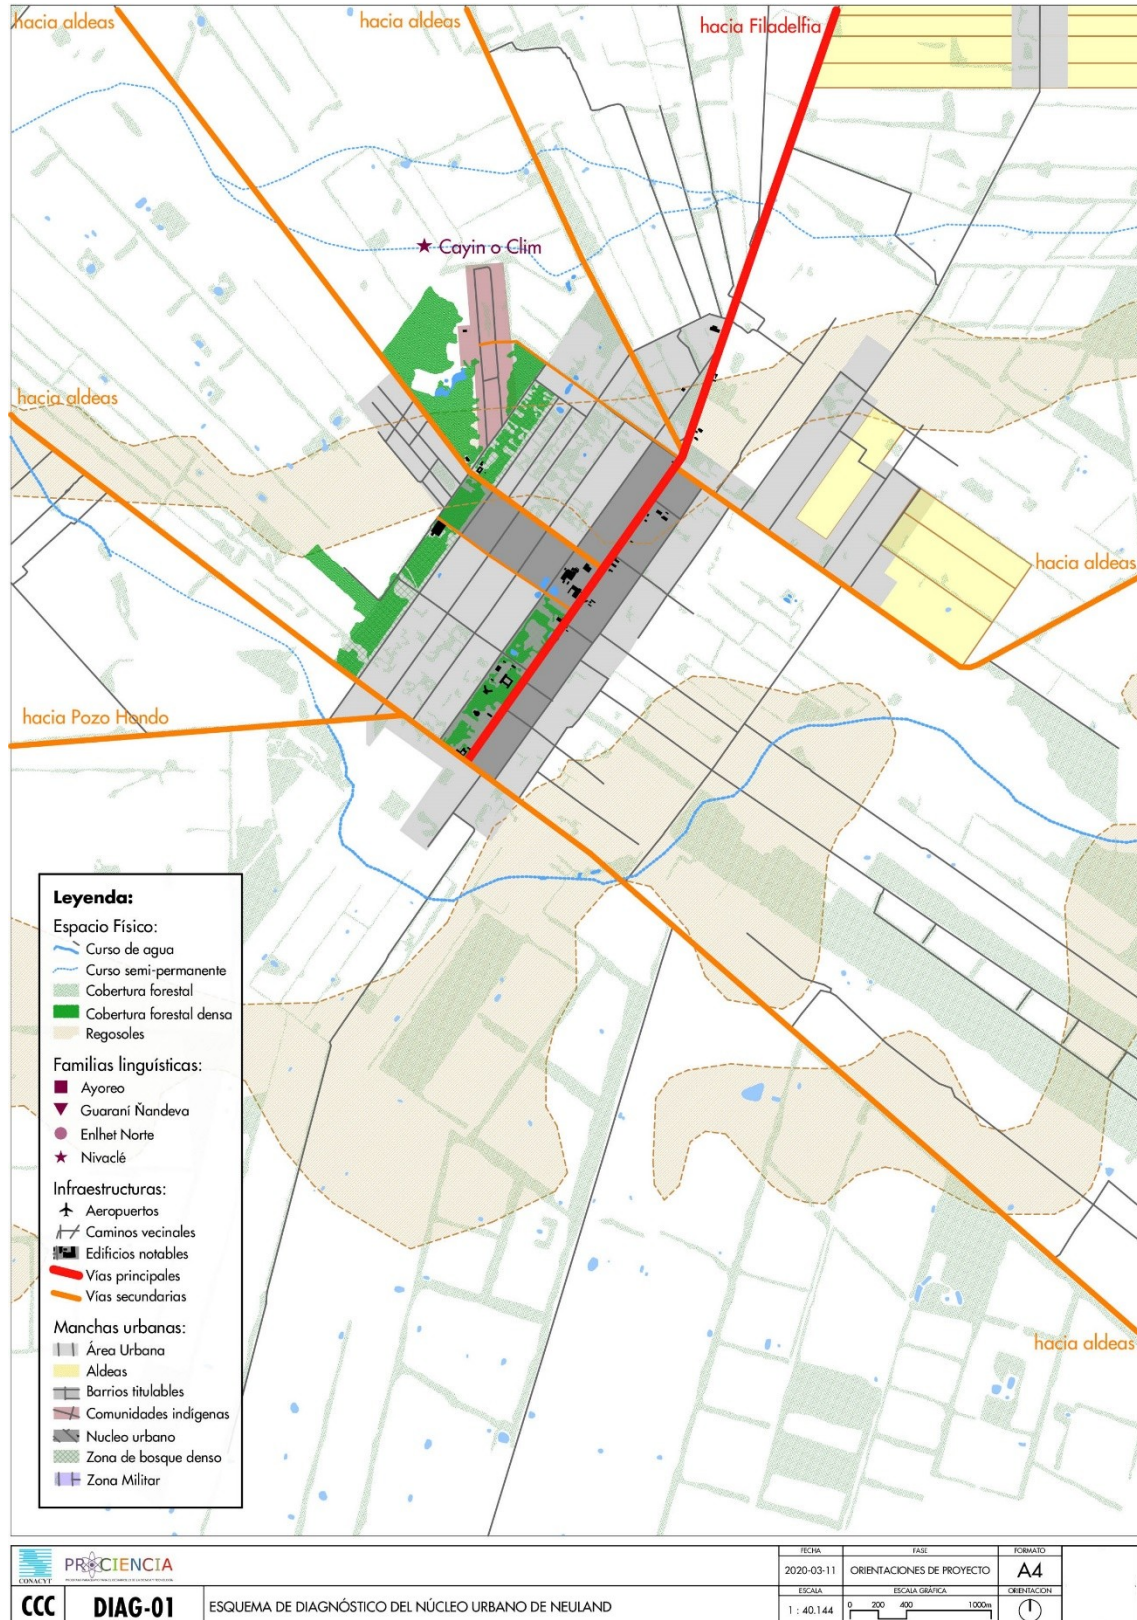 hacia aldeas
hacia aldeas
hacia Filadelfia
Cayin o Clim
hacia aldeas
hacia aldeas
hacia Pozo Hondo
hacia aldeas
Leyenda:
Espacio Físico:
Curso de agua
Curso semi-permanente
Cobertura forestal
Cobertura forestal densa
Regosoles
Familias linguísticas:
Ayoreo
Guaraní Ñandeva
Enlhet Norte
Nivaclé
Infraestructuras:
Aeropuertos
Caminos vecinales
Edificios notables
Vías principales
Vías secundarias
Manchas urbanas:
Área Urbana
Aldeas
Barrios titulables
Comunidades indígenas
Nucleo urbano
Zona de bosque denso
Zona Militar
CONACYT
PROCIENCIA
CCC
DIAG-01
ESQUEMA DE DIAGNÓSTICO DEL NÚCLEO URBANO DE NEULAND
FECHA
2020-03-11
FASE
ORIENTACIONES DE PROYECTO
FORMATO
A4
ESCALA
1 : 40.144
ESCALA GRÁFICA
0 200 400 1000m
ORIENTACION